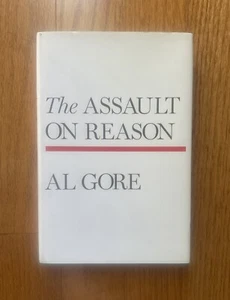 The ASSAULT
ON REASON
AL GORE